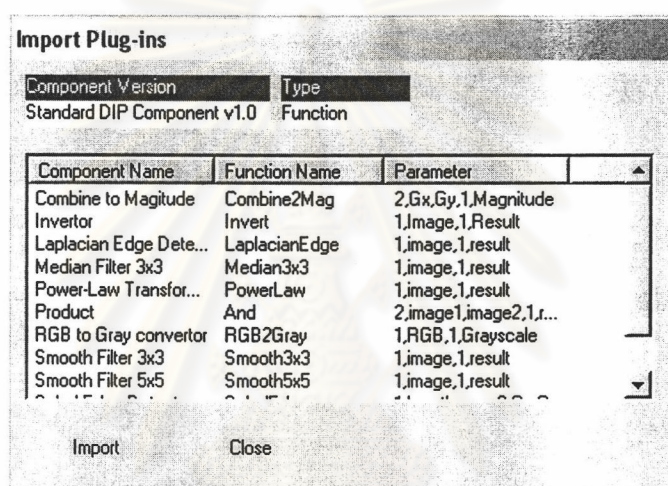 Import Plug-ins
Component Version Type
Standard DIP Component v1.0 Function
Component Name Function Name Parameter
Combine to Magitude Combine2Mag 2,Gx,Gy,1,Magnitude
Invertor Invert 1,Image,1,Result
Laplacian Edge Dete... LaplacianEdge 1,image,1,result
Median Filter 3x3 Median3x3 1,image,1,result
Power-Law Transfor... PowerLaw 1,image,1,result
Product And 2,image1,image2,1,r...
RGB to Gray convertor RGB2Gray 1,RGB,1,Grayscale
Smooth Filter 3x3 Smooth3x3 1,image,1,result
Smooth Filter 5x5 Smooth5x5 1,image,1,result
Import Close